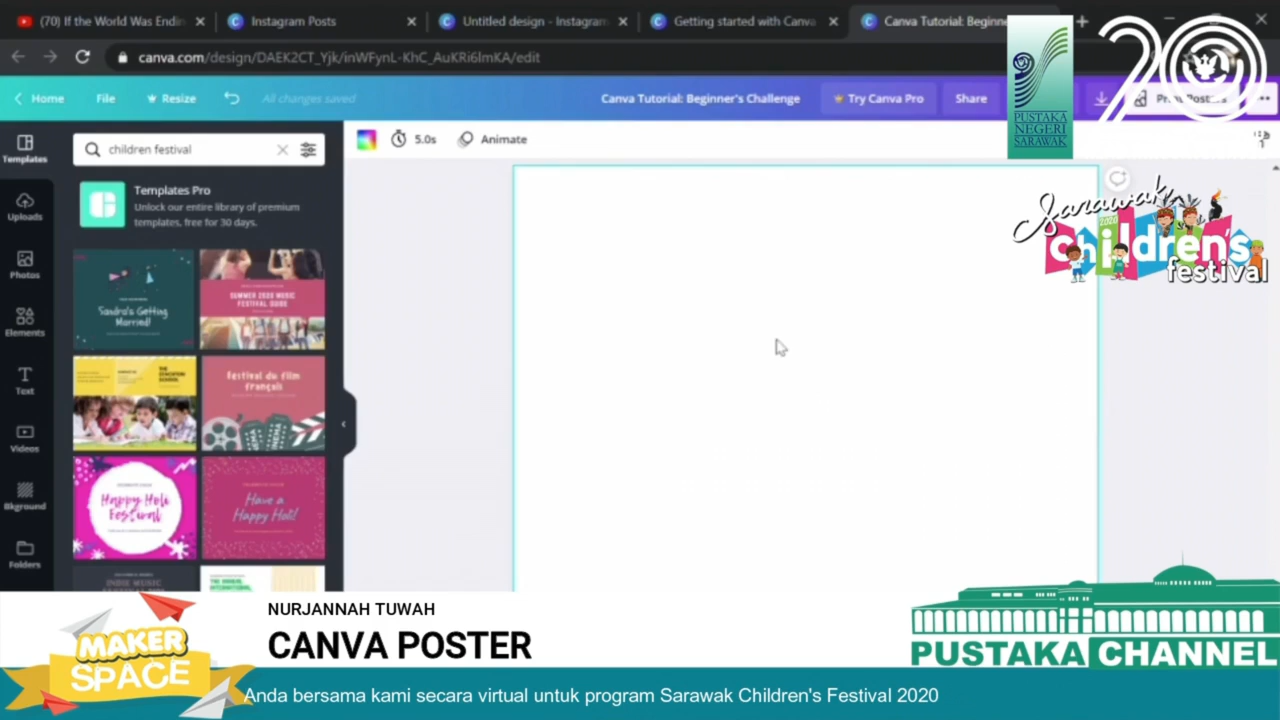 (70) If the World Was Endin
Instagram Posts
Untitled design - Instagram
Getting started with Canva
Canva Tutorial: Beginne
canva.com/design/DAEK2CT_Yjk/inWFynL-KhC_AuKRi6lmKA/edit
Home
File
Resize
All changes saved
Canva Tutorial: Beginner's Challenge
Try Canva Pro
Share
20
PUSTAKA
NEGERI
SARAWAK
Templates
children festival
5.0s
Animate
Templates Pro
Unlock our entire library of premium
templates, free for 30 days.
Uploads
Photos
Elements
Text
Videos
Bkground
Folders
Sandra's Getting
Married!
SUMMER 2020 MUSIC
FESTIVAL GUIDE
Festival du film
français
CINEMA
Happy Holi
Festival
Have a
Happy Holi!
INDIE MUSIC
Sarawak
2020
children's
festival
MAKER
SPACE
NURJANNAH TUWAH
CANVA POSTER
PUSTAKA CHANNEL
Anda bersama kami secara virtual untuk program Sarawak Children's Festival 2020